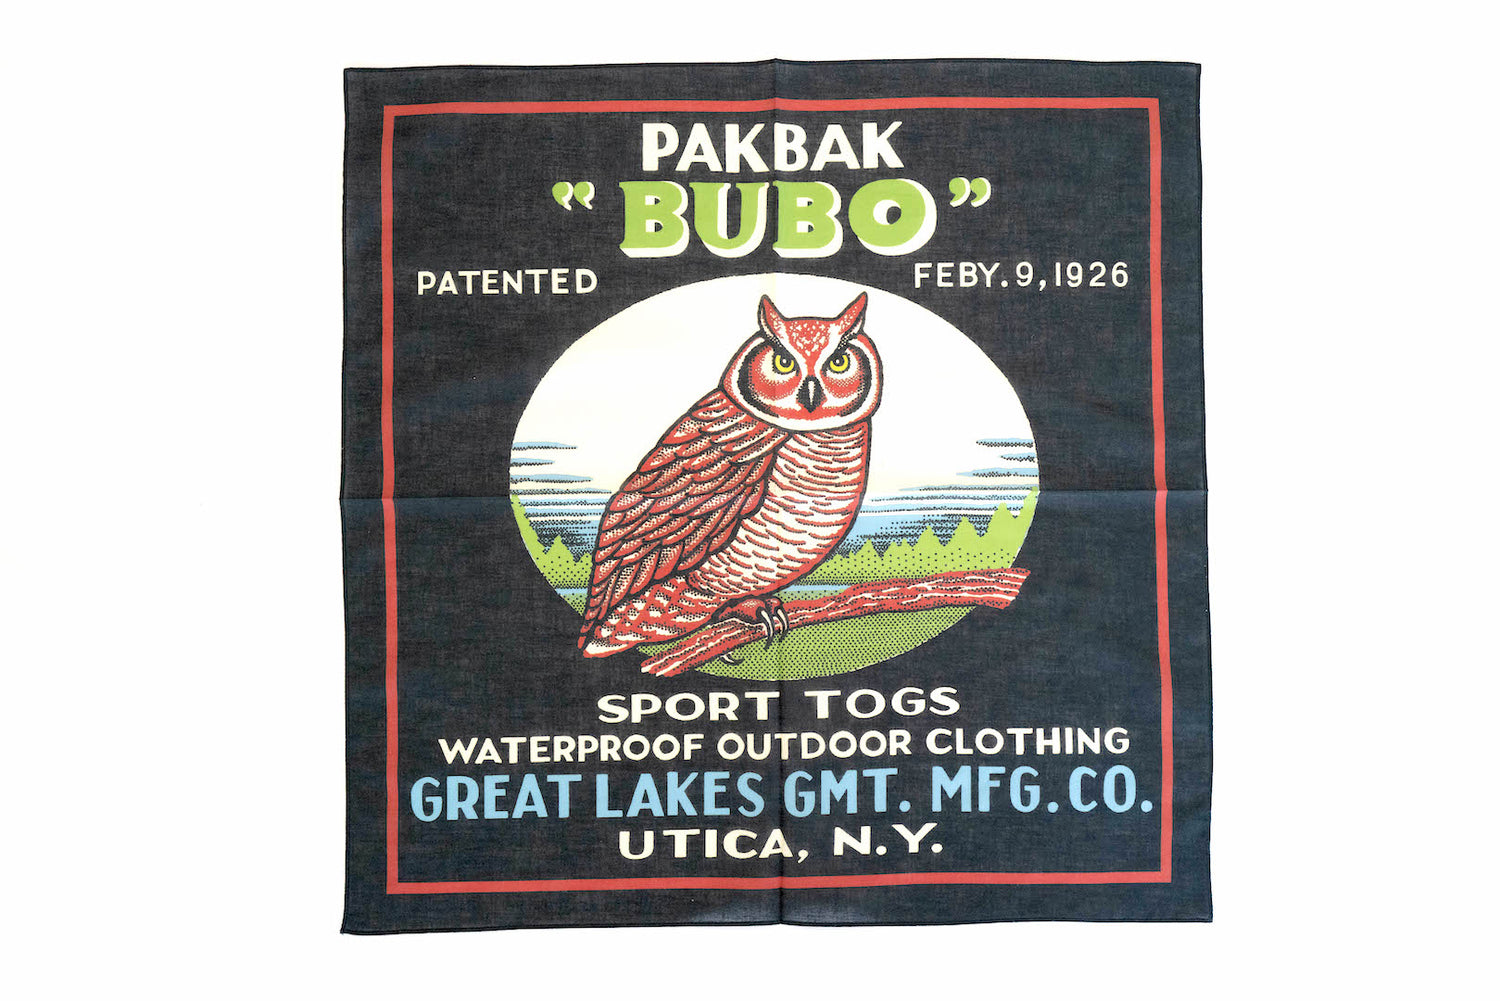 PAKBAK
“BUBO”
PATENTED FEBY. 9, 1926
SPORT TOGS
WATERPROOF OUTDOOR CLOTHING
GREAT LAKES GMT. MFG. CO.
UTICA, N.Y.